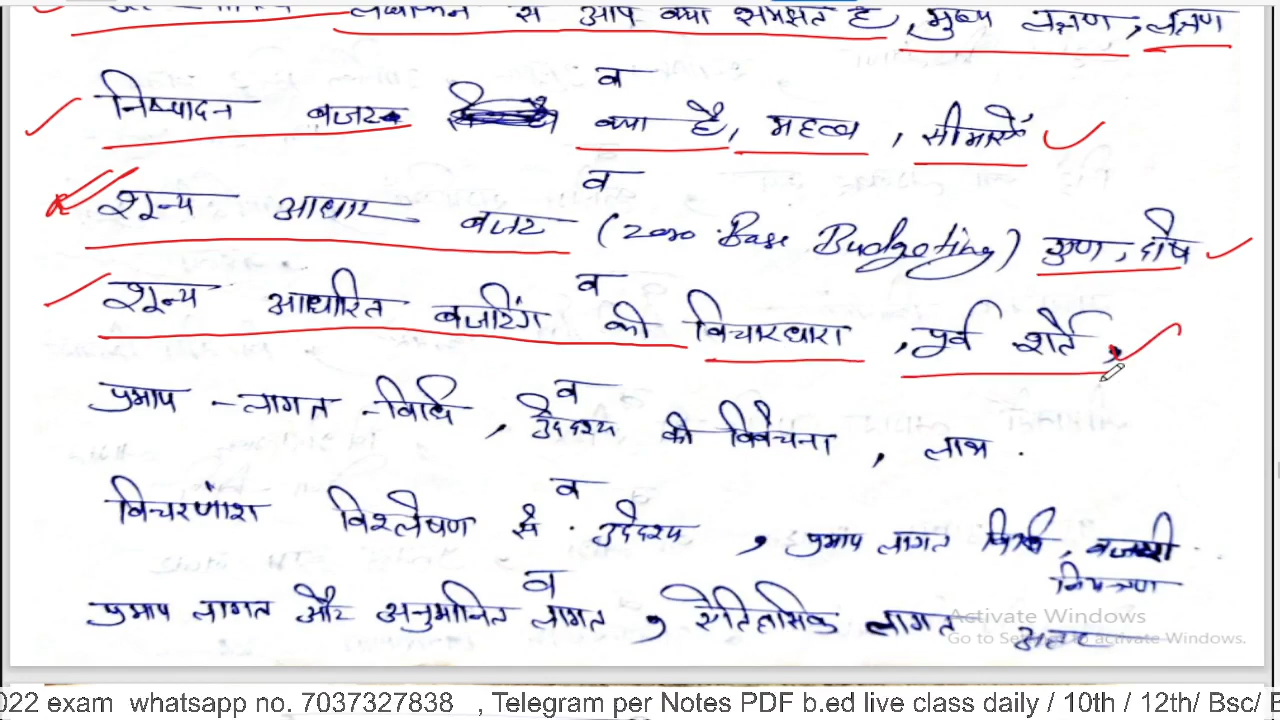 से आप क्या समझते है, मुख्य लक्षण, लक्षण
व
निष्पादन बजट क्या है, महत्व, सीमाएँ
व
शून्य आधार बजट (Zero Base Budgeting) गुण, दोष
व
शून्य आधारित बजटिंग की विचारधारा, पूर्व शर्ते,
व
प्रमाप-लागत-विधि, उद्देश्य की विवेचना, लाभ.
व
विचरणांश विश्लेषण से उद्देश्य, प्रमाप लागत विधि, बजटरी
नियंत्रण
व
प्रमाप लागत और अनुमानित लागत, ऐतिहासिक लागत अन्तर
Activate Windows
Go to Settings to activate Windows.
022 exam whatsapp no. 7037327838 , Telegram per Notes PDF b.ed live class daily / 10th / 12th/ Bsc/